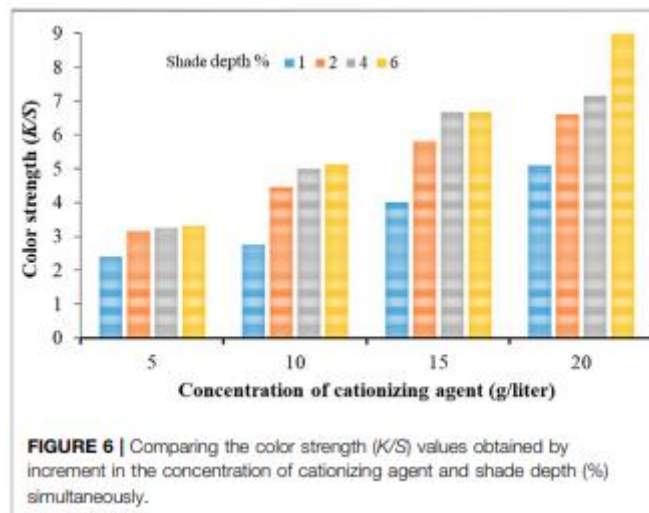 9
8
7
6
5
4
3
2
1
0
Color strength (K/S)
Shade depth % 1 2 4 6
5 10 15 20
Concentration of cationizing agent (g/liter)
FIGURE 6 | Comparing the color strength (K/S) values obtained by
increment in the concentration of cationizing agent and shade depth (%)
simultaneously.